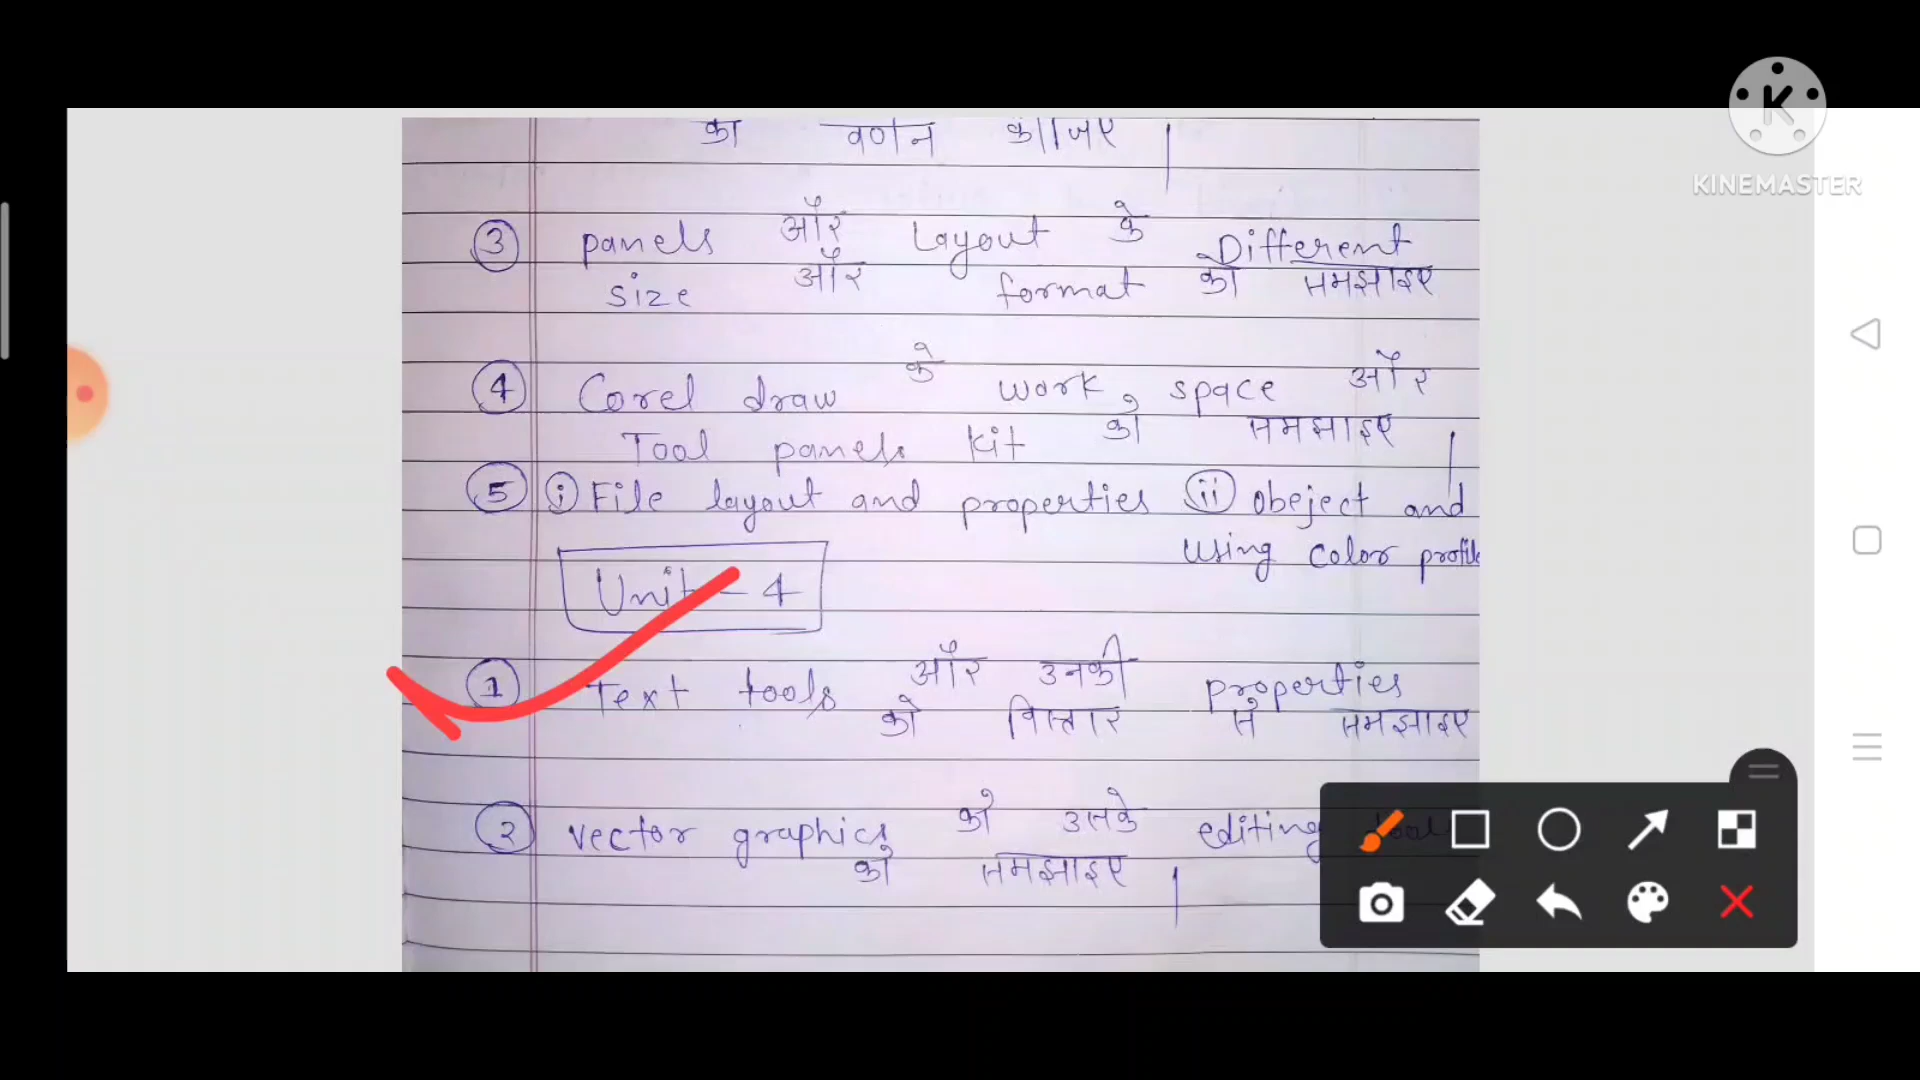 का वर्णन कीजिए |
KINEMASTER
③ panels और Layout के Different
size और format को समझाइए
④ Corel draw के work space और
Tool panels kit को समझाइए |
⑤ ⓘ File layout and properties ⓘⓘ obeject and
using color profile
Unit - 4
① Text tools और उनकी properties
को विस्तार से समझाइए
② vector graphics को उसके editing tools
को समझाइए |